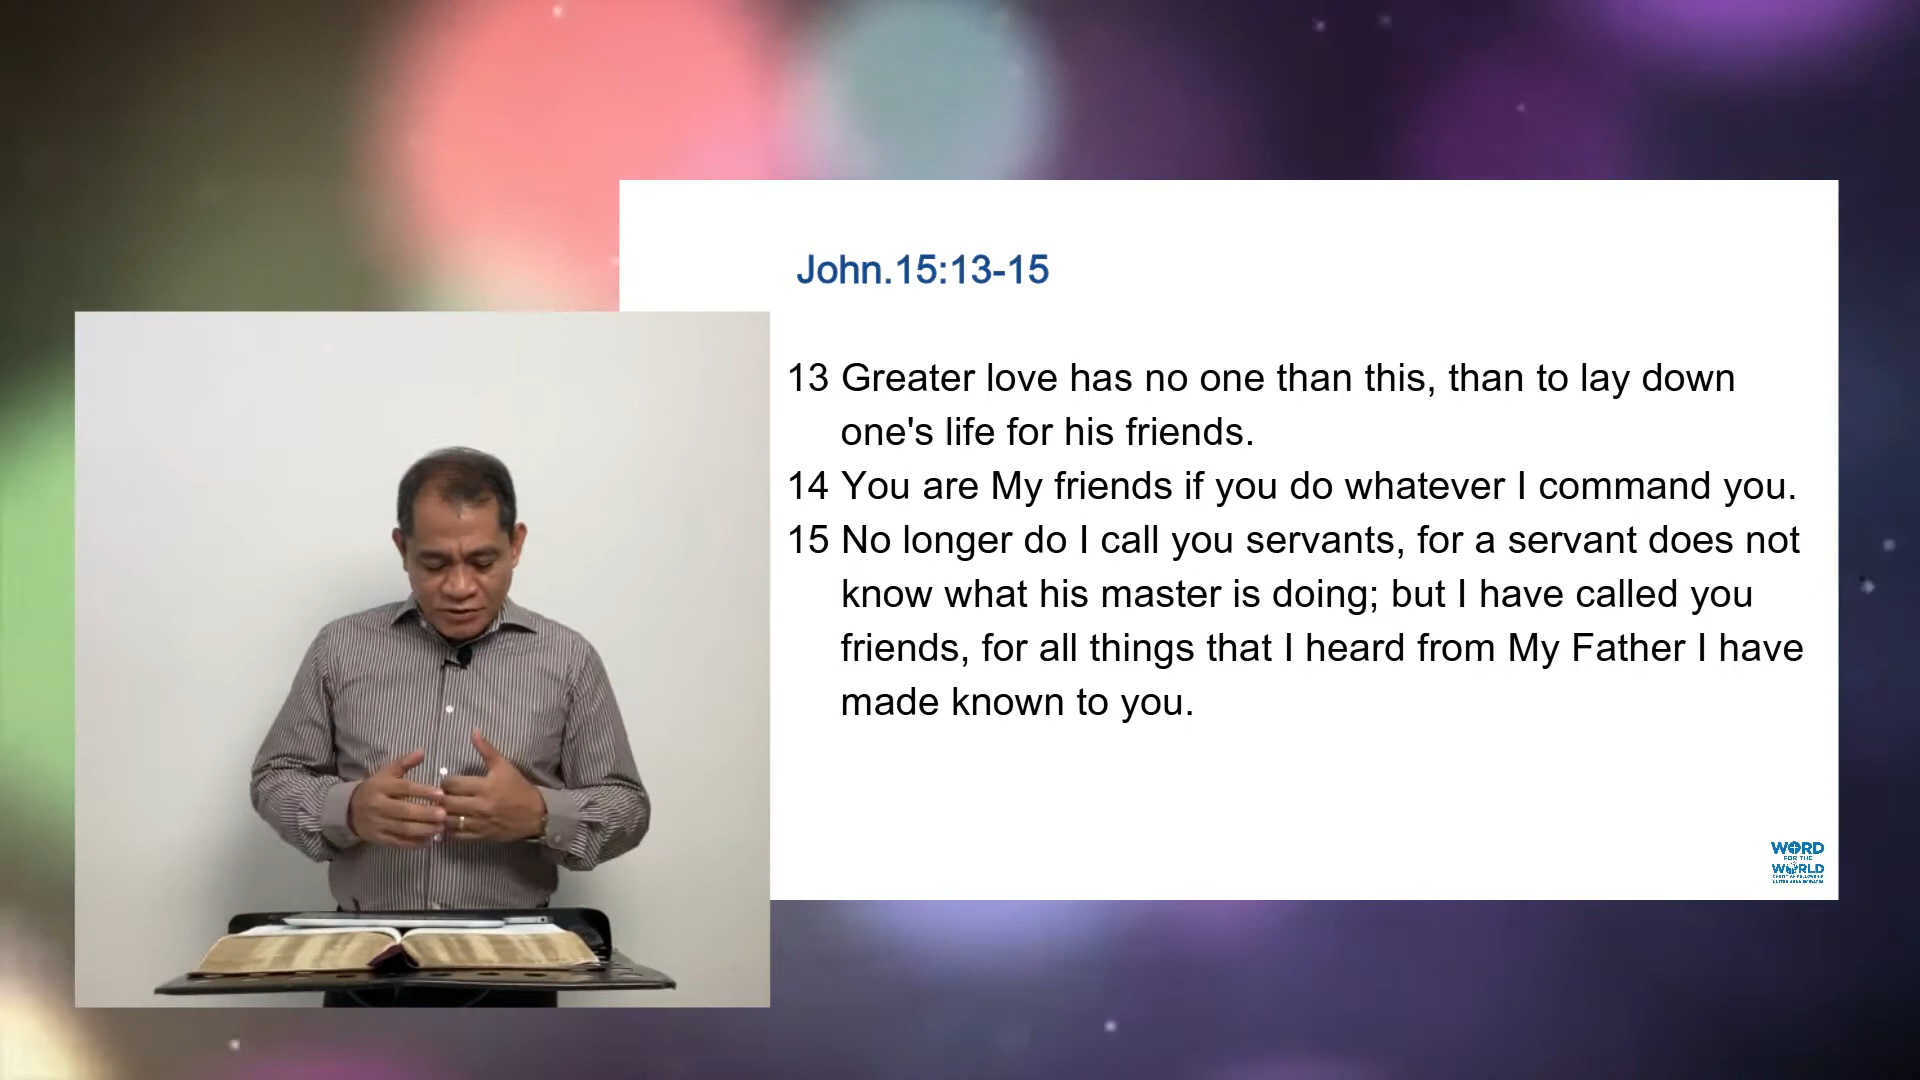 John.15:13-15
13 Greater love has no one than this, than to lay down
one's life for his friends.
14 You are My friends if you do whatever I command you.
15 No longer do I call you servants, for a servant does not
know what his master is doing; but I have called you
friends, for all things that I heard from My Father I have
made known to you.
WORD
FOR THE
WORLD